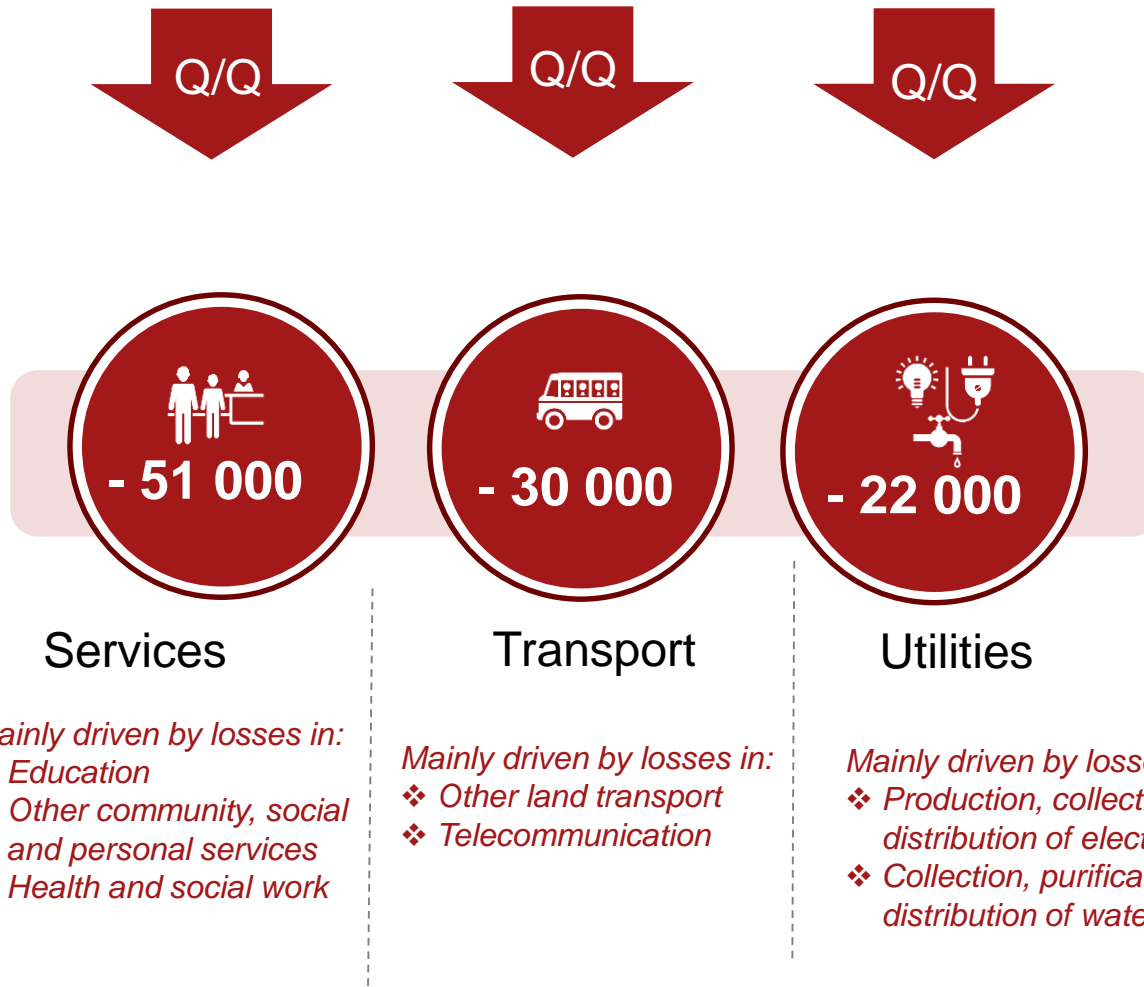 Q/Q
Q/Q
Q/Q
- 51 000
- 30 000
- 22 000
Services
ainly driven by losses in:
Education
Other community, social
and personal services
Health and social work
Transport
Mainly driven by losses in:
❖ Other land transport
❖ Telecommunication
Utilities
Mainly driven by losse
❖ Production, collect
distribution of elect
❖ Collection, purifica
distribution of wate